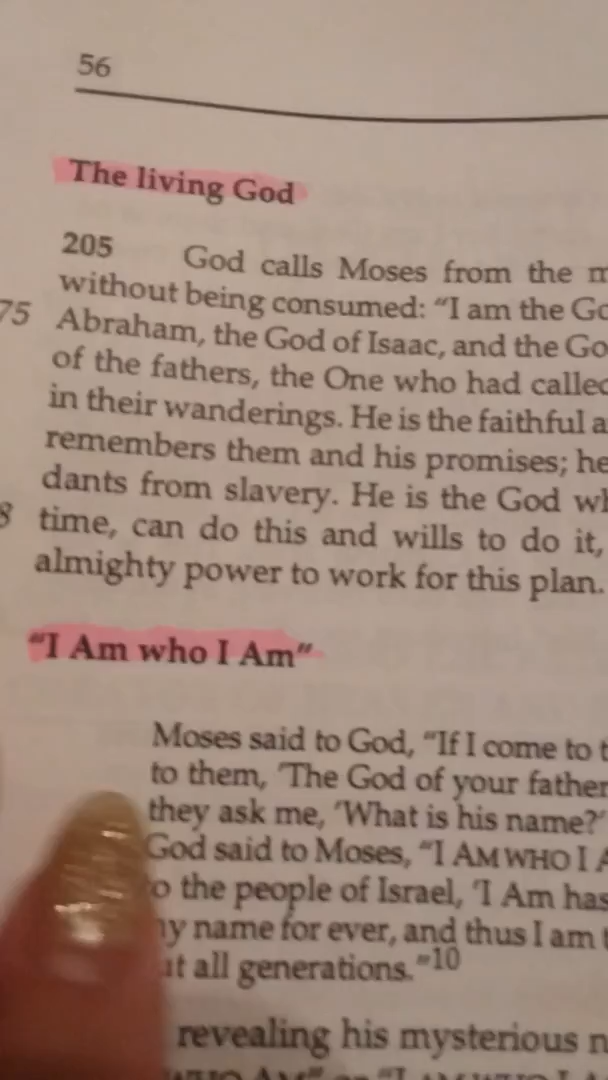 56
The living God
205 God calls Moses from the m
without being consumed: "I am the Go
75 Abraham, the God of Isaac, and the Go
of the fathers, the One who had called
in their wanderings. He is the faithful a
remembers them and his promises; he
dants from slavery. He is the God wh
8 time, can do this and wills to do it,
almighty power to work for this plan.
"I Am who I Am"
Moses said to God, "If I come to t
to them, 'The God of your father
they ask me, 'What is his name?'
God said to Moses, "I AM WHO I A
o the people of Israel, 'I Am has
y name for ever, and thus I am t
t all generations."10
revealing his mysterious n